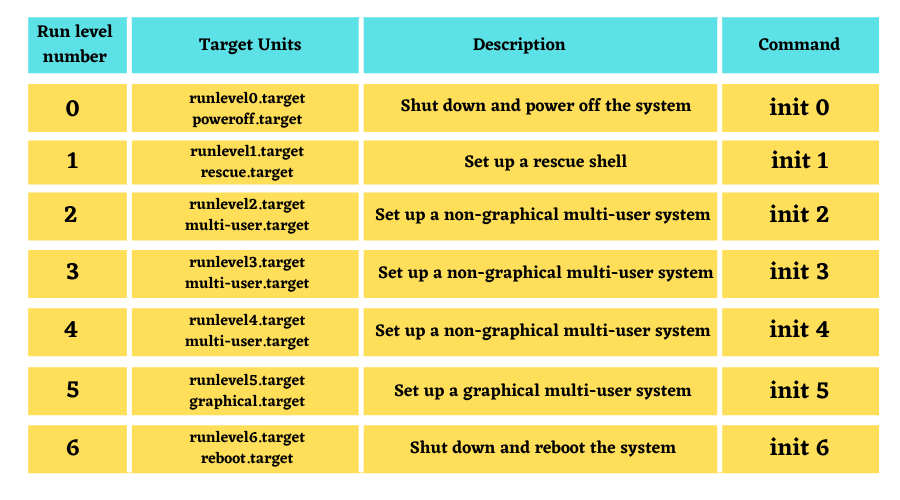 Run level number
Target Units
Description
Command
0
runlevel0.target
poweroff.target
Shut down and power off the system
init 0
1
runlevel1.target
rescue.target
Set up a rescue shell
init 1
2
runlevel2.target
multi-user.target
Set up a non-graphical multi-user system
init 2
3
runlevel3.target
multi-user.target
Set up a non-graphical multi-user system
init 3
4
runlevel4.target
multi-user.target
Set up a non-graphical multi-user system
init 4
5
runlevel5.target
graphical.target
Set up a graphical multi-user system
init 5
6
runlevel6.target
reboot.target
Shut down and reboot the system
init 6